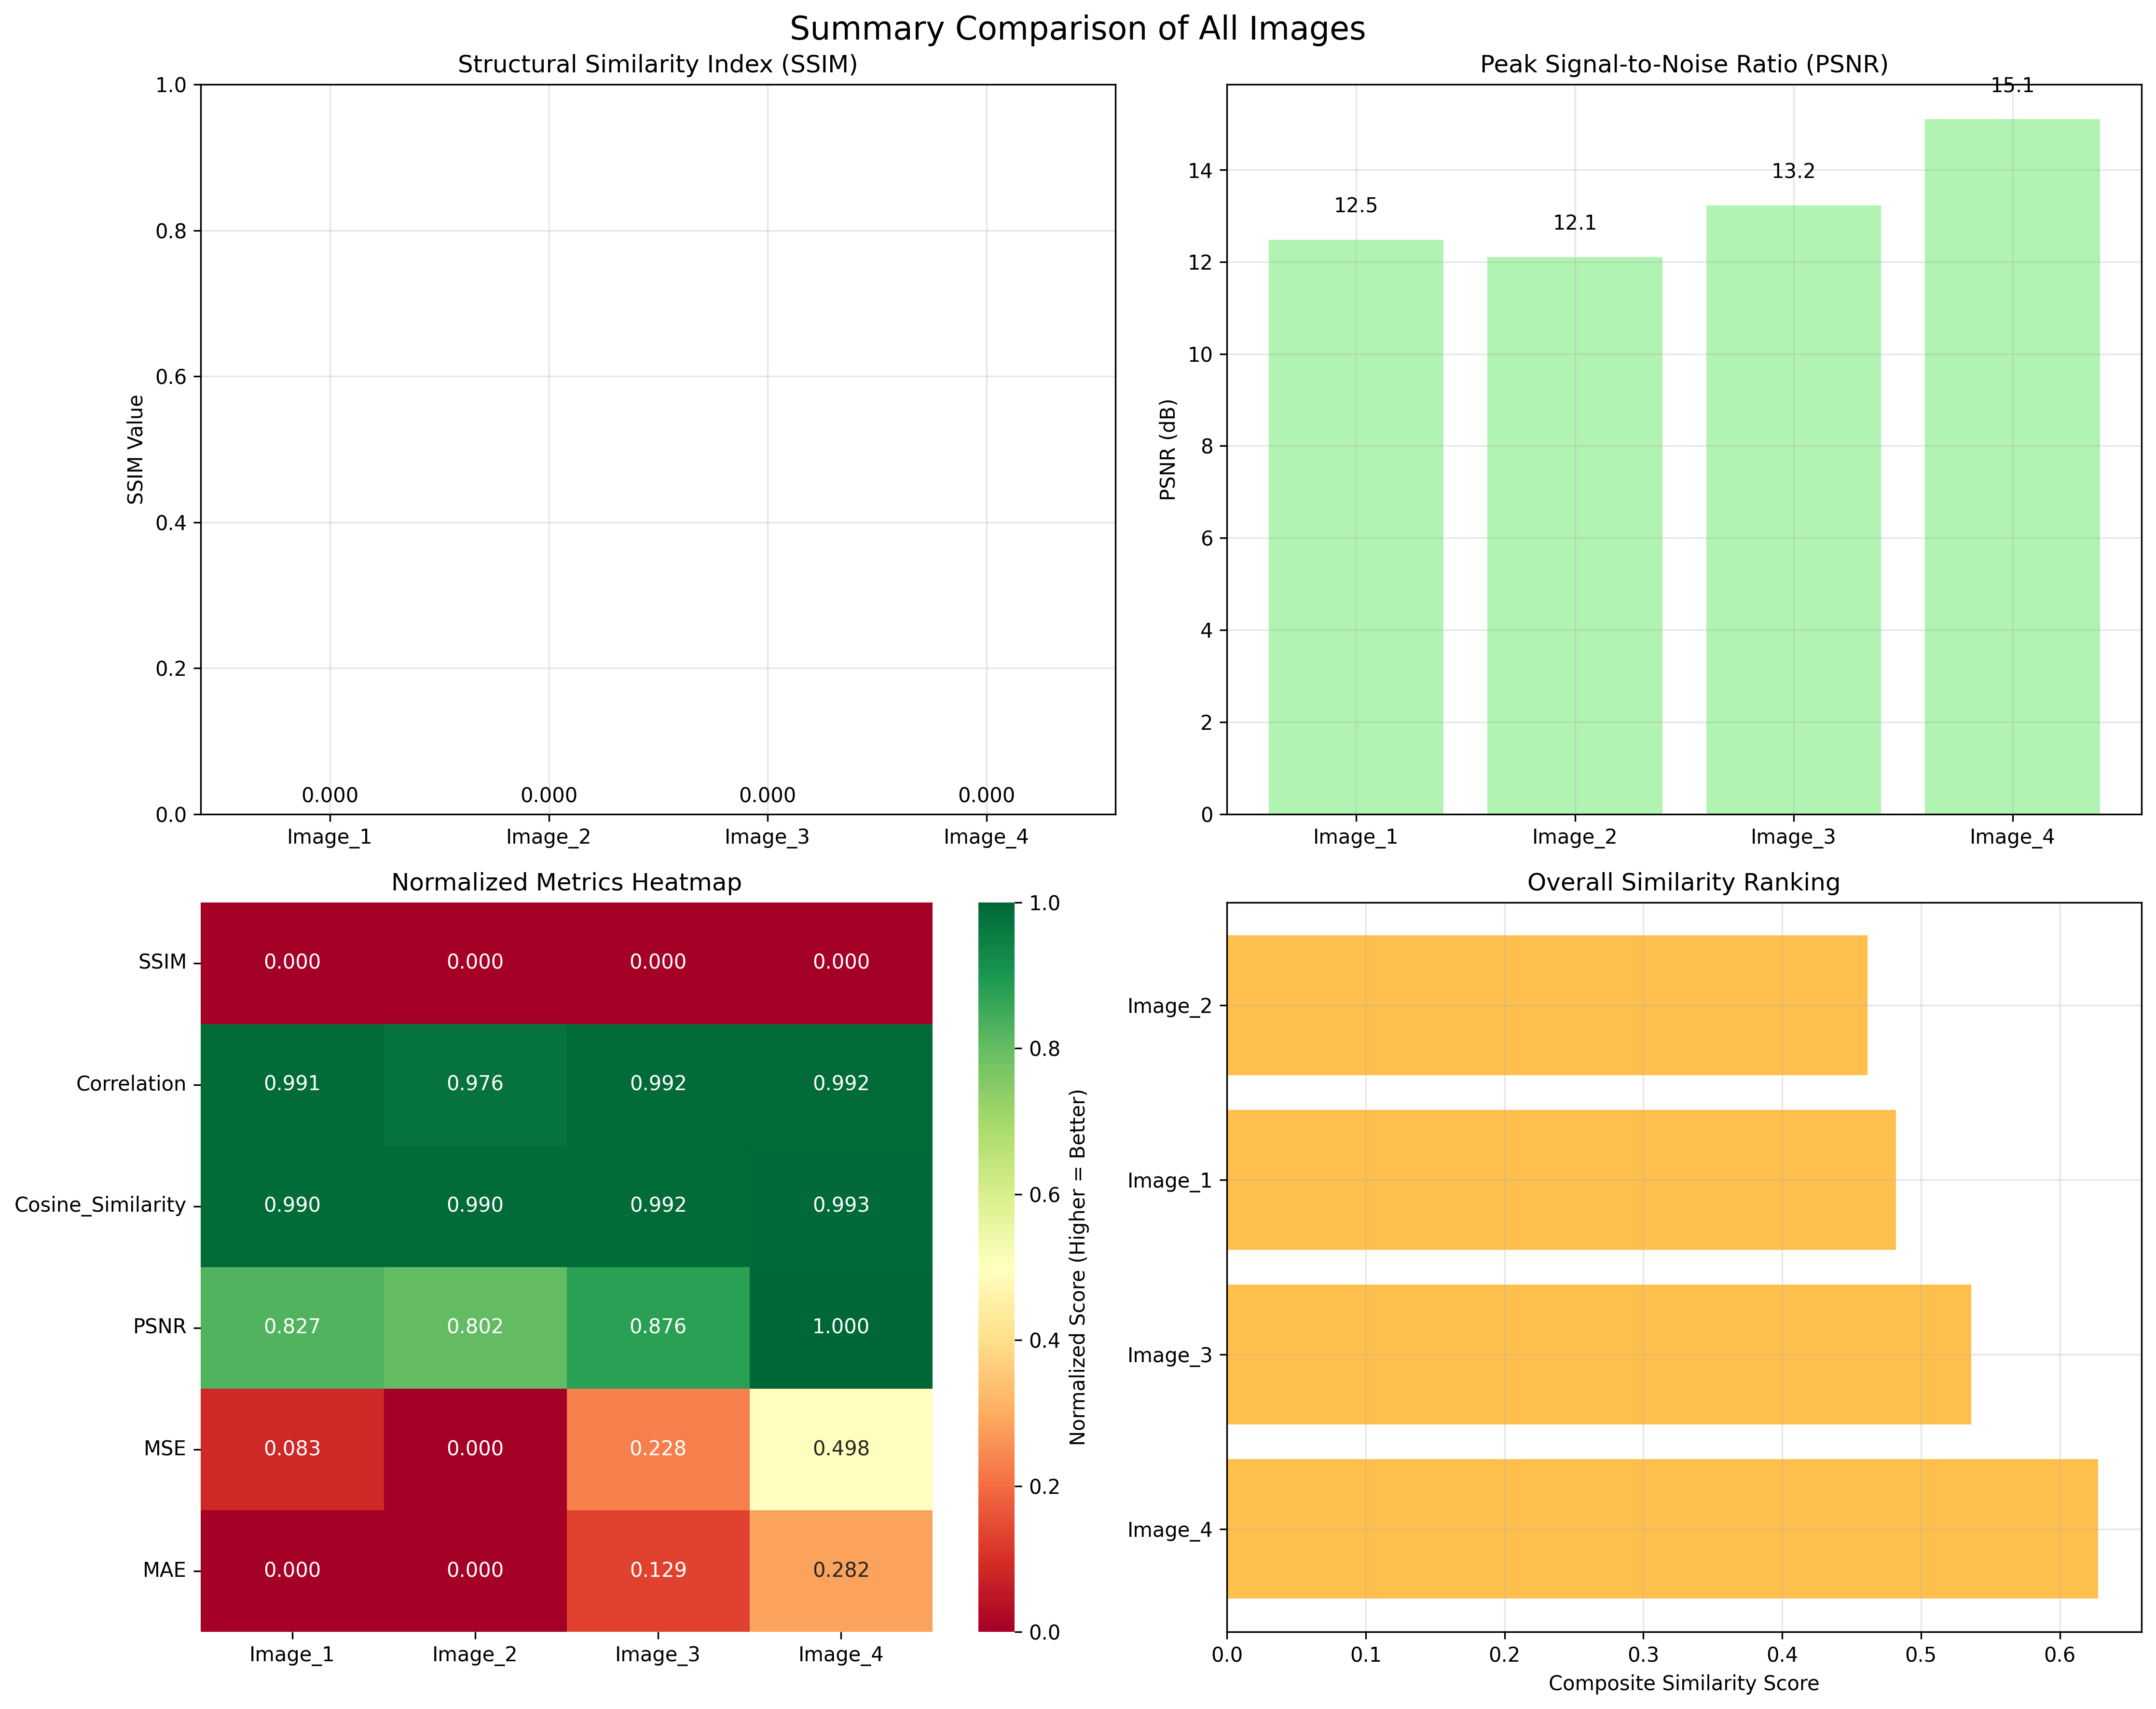 Summary Comparison of All Images
Structural Similarity Index (SSIM)
1.0
0.8
0.6
0.4
0.2
0.0
SSIM Value
0.000 0.000 0.000 0.000
Image_1 Image_2 Image_3 Image_4
Peak Signal-to-Noise Ratio (PSNR)
14
12
10
8
6
4
2
0
PSNR (dB)
12.5 12.1 13.2 15.1
Image_1 Image_2 Image_3 Image_4
Normalized Metrics Heatmap
SSIM 0.000 0.000 0.000 0.000
Correlation 0.991 0.976 0.992 0.992
Cosine_Similarity 0.990 0.990 0.992 0.993
PSNR 0.827 0.802 0.876 1.000
MSE 0.083 0.000 0.228 0.498
MAE 0.000 0.000 0.129 0.282
Image_1 Image_2 Image_3 Image_4
1.0
0.8
0.6
0.4
0.2
0.0
Normalized Score (Higher = Better)
Overall Similarity Ranking
Image_2
Image_1
Image_3
Image_4
0.0 0.1 0.2 0.3 0.4 0.5 0.6
Composite Similarity Score